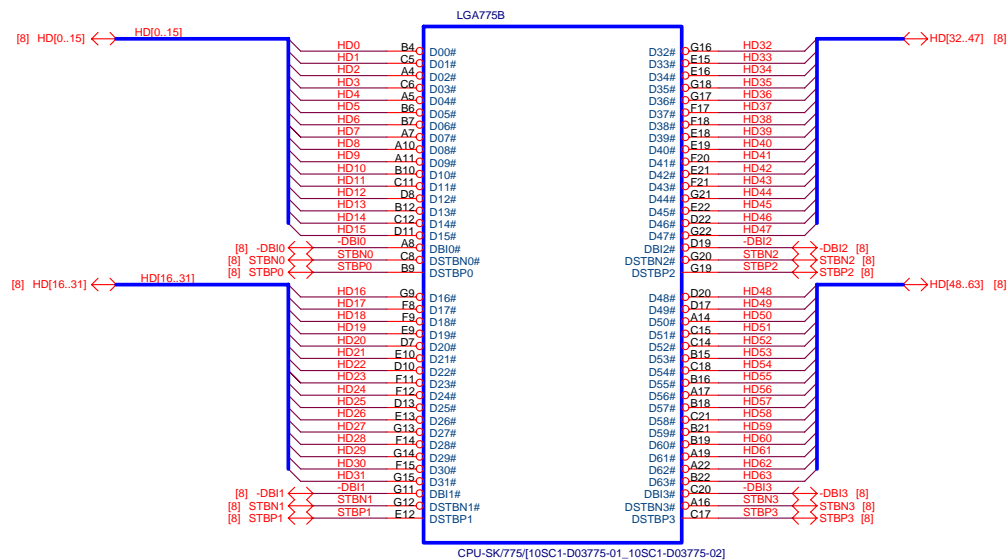 LGA775B
[8] HD[0..15] HD[0..15] HD[32..47] [8]
HD0 B4 D00# D32# G16 HD32
HD1 C5 D01# D33# E15 HD33
HD2 A4 D02# D34# E16 HD34
HD3 C6 D03# D35# G18 HD35
HD4 A5 D04# D36# G17 HD36
HD5 B6 D05# D37# F17 HD37
HD6 B7 D06# D38# F18 HD38
HD7 A7 D07# D39# E18 HD39
HD8 A10 D08# D40# E19 HD40
HD9 A11 D09# D41# F20 HD41
HD10 B10 D10# D42# E21 HD42
HD11 C11 D11# D43# F21 HD43
HD12 D8 D12# D44# G21 HD44
HD13 B12 D13# D45# E22 HD45
HD14 C12 D14# D46# D22 HD46
HD15 D11 D15# D47# G22 HD47
[8] -DBI0 -DBI0 A8 DBI0# DBI2# D19 -DBI2 -DBI2 [8]
[8] STBN0 STBN0 C8 DSTBN0# DSTBN2# G20 STBN2 STBN2 [8]
[8] STBP0 STBP0 B9 DSTBP0 DSTBP2 G19 STBP2 STBP2 [8]
[8] HD[16..31] HD[16..31] HD[48..63] [8]
HD16 G9 D16# D48# D20 HD48
HD17 F8 D17# D49# D17 HD49
HD18 F9 D18# D50# A14 HD50
HD19 E9 D19# D51# C15 HD51
HD20 D7 D20# D52# C14 HD52
HD21 E10 D21# D53# B15 HD53
HD22 D10 D22# D54# C18 HD54
HD23 F11 D23# D55# B16 HD55
HD24 F12 D24# D56# A17 HD56
HD25 D13 D25# D57# B18 HD57
HD26 E13 D26# D58# C21 HD58
HD27 G13 D27# D59# B21 HD59
HD28 F14 D28# D60# B19 HD60
HD29 G14 D29# D61# A19 HD61
HD30 F15 D30# D62# A22 HD62
HD31 G15 D31# D63# B22 HD63
[8] -DBI1 -DBI1 G11 DBI1# DBI3# C20 -DBI3 -DBI3 [8]
[8] STBN1 STBN1 G12 DSTBN1# DSTBN3# A16 STBN3 STBN3 [8]
[8] STBP1 STBP1 E12 DSTBP1 DSTBP3 C17 STBP3 STBP3 [8]
CPU-SK/775/[10SC1-D03775-01_10SC1-D03775-02]